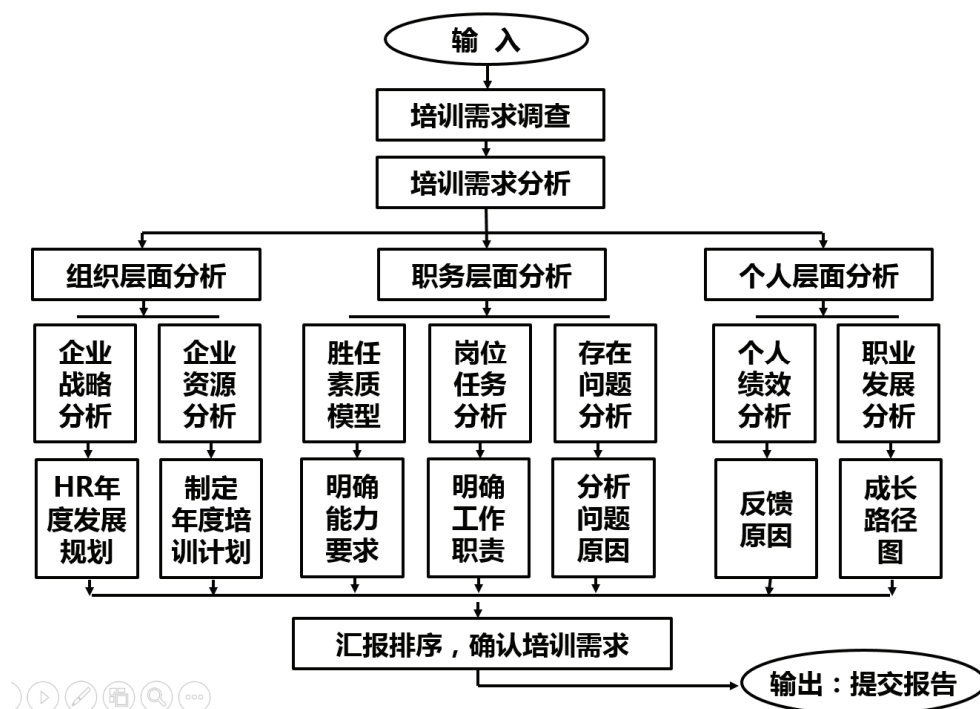 输 入
培训需求调查
培训需求分析
组织层面分析
职务层面分析
个人层面分析
企业
战略
分析
企业
资源
分析
胜任
素质
模型
岗位
任务
分析
存在
问题
分析
个人
绩效
分析
职业
发展
分析
HR年
度发展
规划
制定
年度培
训计划
明确
能力
要求
明确
工作
职责
分析
问题
原因
反馈
原因
成长
路径
图
汇报排序，确认培训需求
输出：提交报告